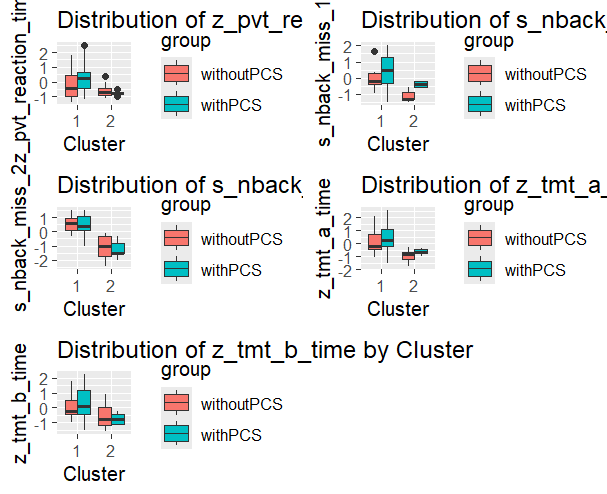 Distribution of z_pvt_re
z_pvt_reaction_tim
2
1
0
-1
1 2
Cluster
group
withoutPCS
withPCS
Distribution of s_nback
s_nback_miss_1
2
1
0
-1
1 2
Cluster
group
withoutPCS
withPCS
Distribution of s_nback_
s_nback_miss_2
1
0
-1
-2
1 2
Cluster
group
withoutPCS
withPCS
Distribution of z_tmt_a_
z_tmt_a_time
2
1
0
-1
-2
1 2
Cluster
group
withoutPCS
withPCS
Distribution of z_tmt_b_time by Cluster
z_tmt_b_time
2
1
0
-1
1 2
Cluster
group
withoutPCS
withPCS